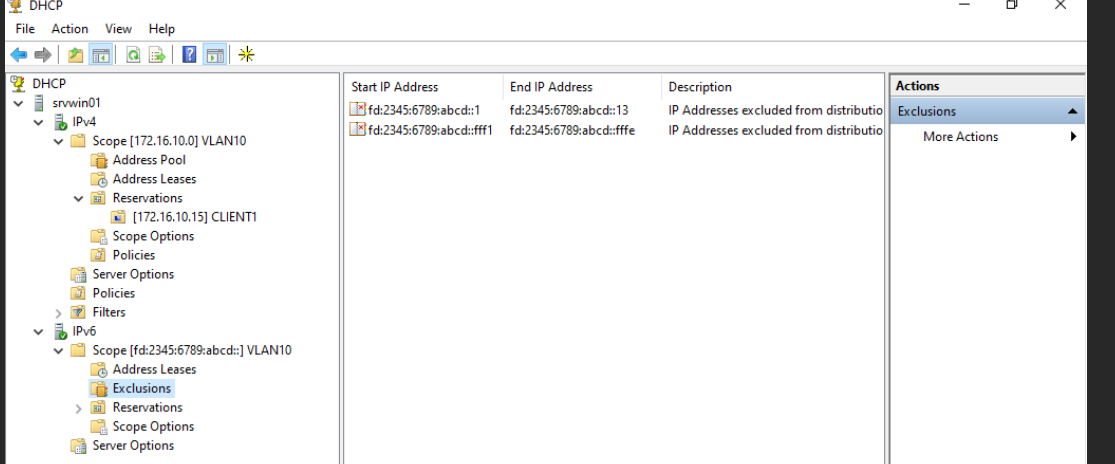 DHCP
File Action View Help
DHCP
srvwin01
IPv4
Scope [172.16.10.0] VLAN10
Address Pool
Address Leases
Reservations
[172.16.10.15] CLIENT1
Scope Options
Policies
Server Options
Policies
Filters
IPv6
Scope [fd:2345:6789:abcd::] VLAN10
Address Leases
Exclusions
Reservations
Scope Options
Server Options
Start IP Address End IP Address Description
fd:2345:6789:abcd::1 fd:2345:6789:abcd::13 IP Addresses excluded from distributio
fd:2345:6789:abcd::fff1 fd:2345:6789:abcd::fffe IP Addresses excluded from distributio
Actions
Exclusions
More Actions